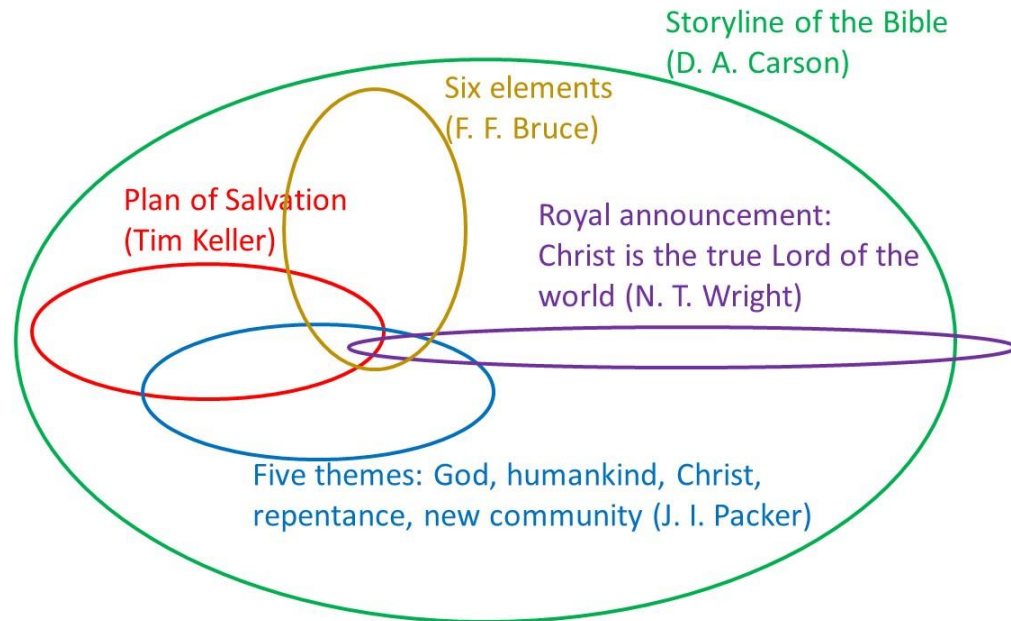 Storyline of the Bible
(D. A. Carson)
Six elements
(F. F. Bruce)
Plan of Salvation
(Tim Keller)
Royal announcement:
Christ is the true Lord of the
world (N. T. Wright)
Five themes: God, humankind, Christ,
repentance, new community (J. I. Packer)